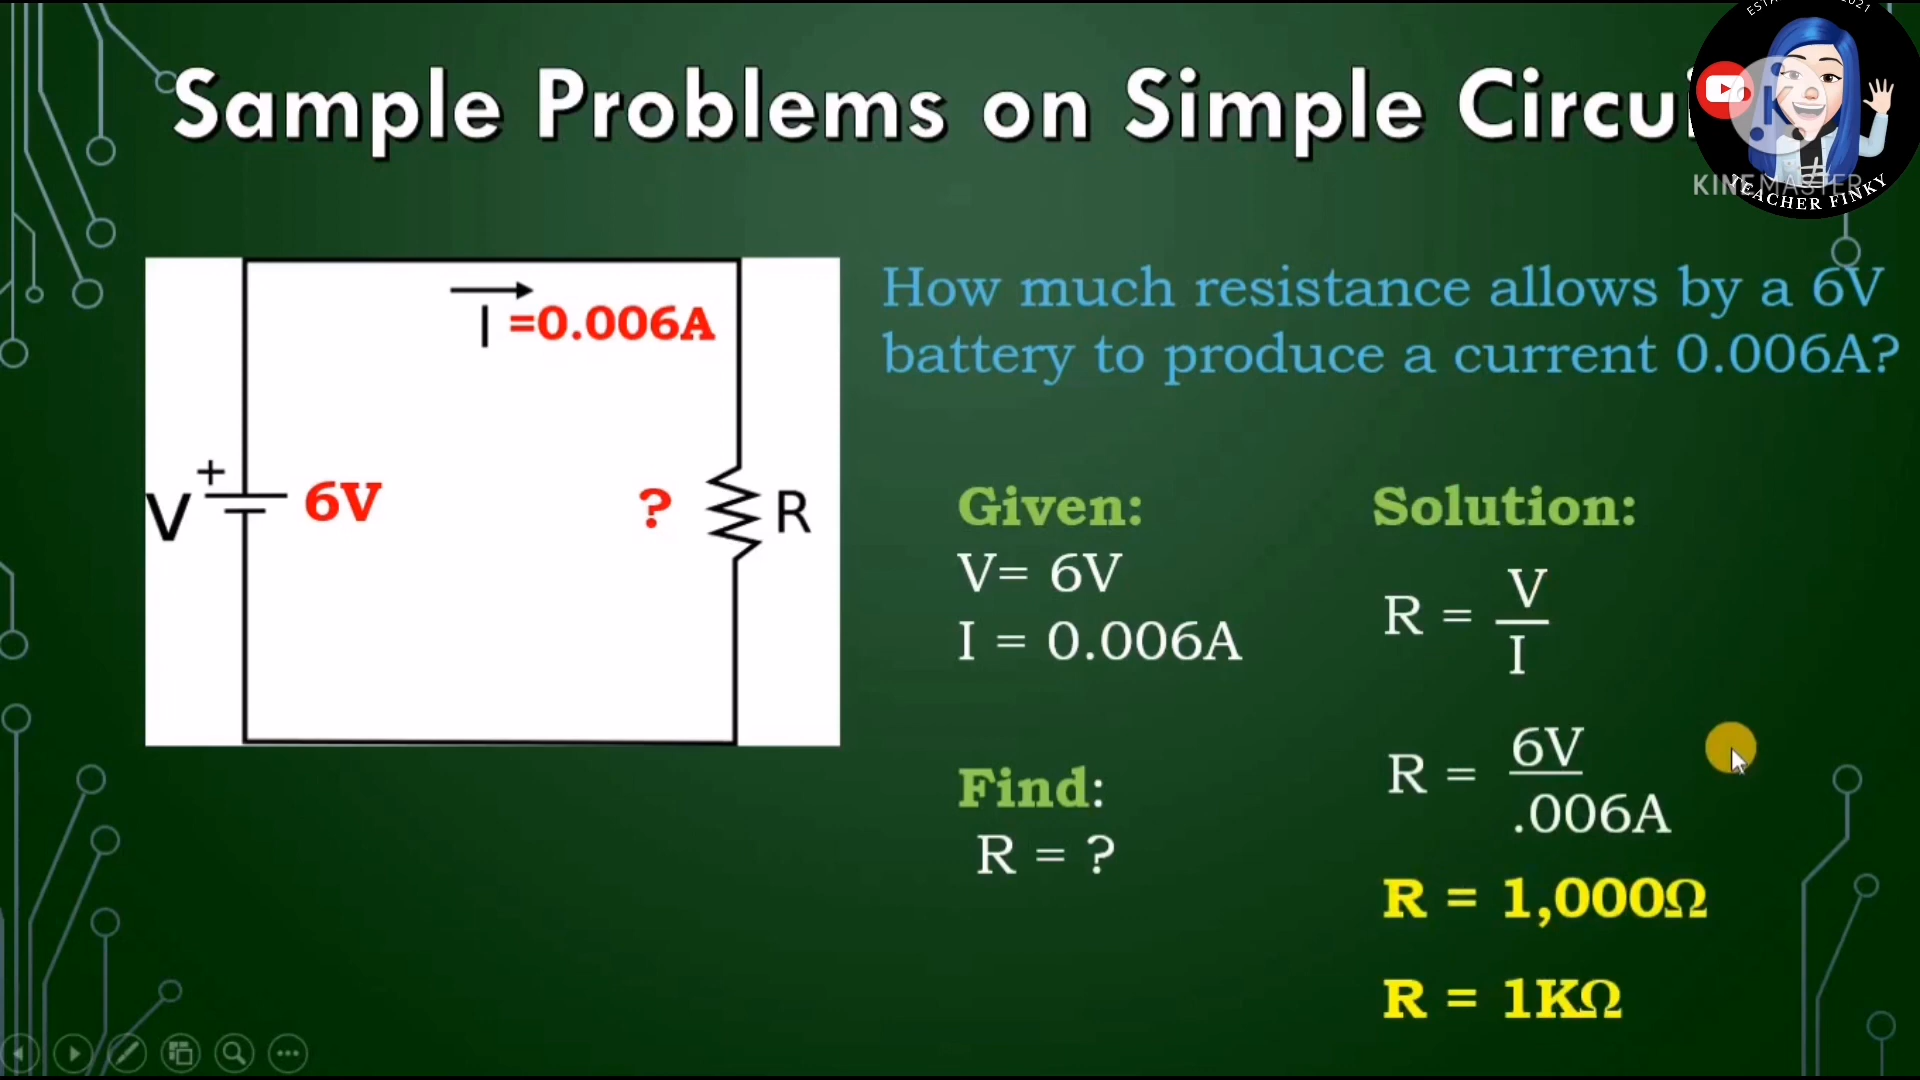 Sample Problems on Simple Circui
KINEMASTER
TEACHER FINKY
How much resistance allows by a 6V
battery to produce a current 0.006A?
I =0.006A
+
V 6V
? R
Given:
V= 6V
I = 0.006A
Find:
R = ?
Solution:
R = V
I
R = 6V
.006A
R = 1,000Ω
R = 1KΩ